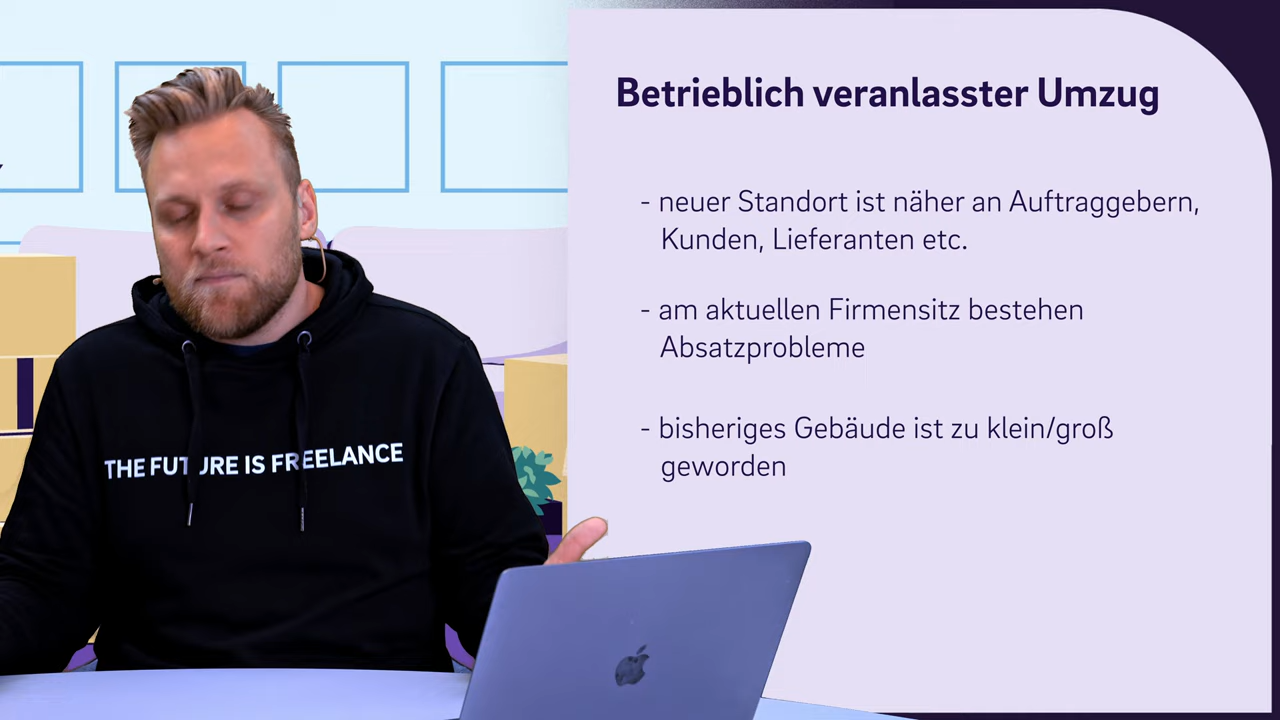 Betrieblich veranlasster Umzug
- neuer Standort ist näher an Auftraggebern,
Kunden, Lieferanten etc.
- am aktuellen Firmensitz bestehen
Absatzprobleme
- bisheriges Gebäude ist zu klein/groß
geworden
THE FUTURE IS FREELANCE